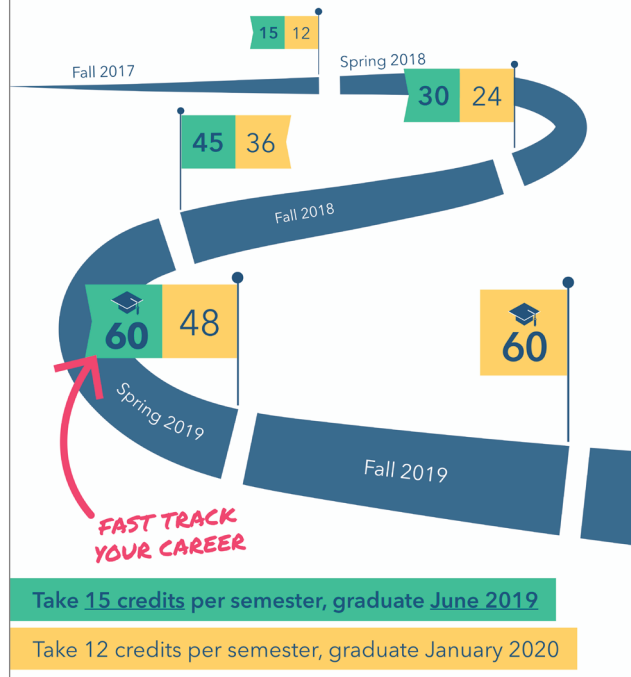 15 12
Fall 2017
Spring 2018
30 24
45 36
Fall 2018
60 48
60
Spring 2019
Fall 2019
FAST TRACK
YOUR CAREER
Take 15 credits per semester, graduate June 2019
Take 12 credits per semester, graduate January 2020